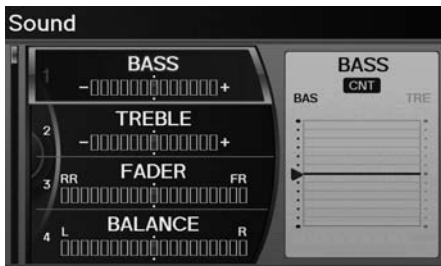 Sound
1 BASS
- +
2 TREBLE
- +
3 RR FADER FR
4 L BALANCE R
BASS
CNT
BAS TRE